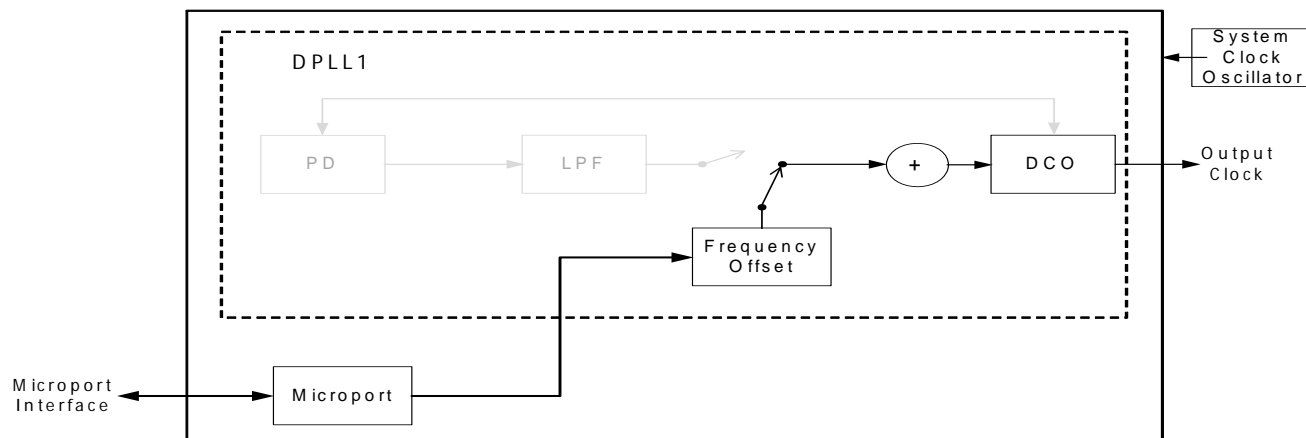 System
Clock
Oscillator
DPLL1
PD
LPF
+
DCO
Output
Clock
Frequency
Offset
Microport
Interface
Microport